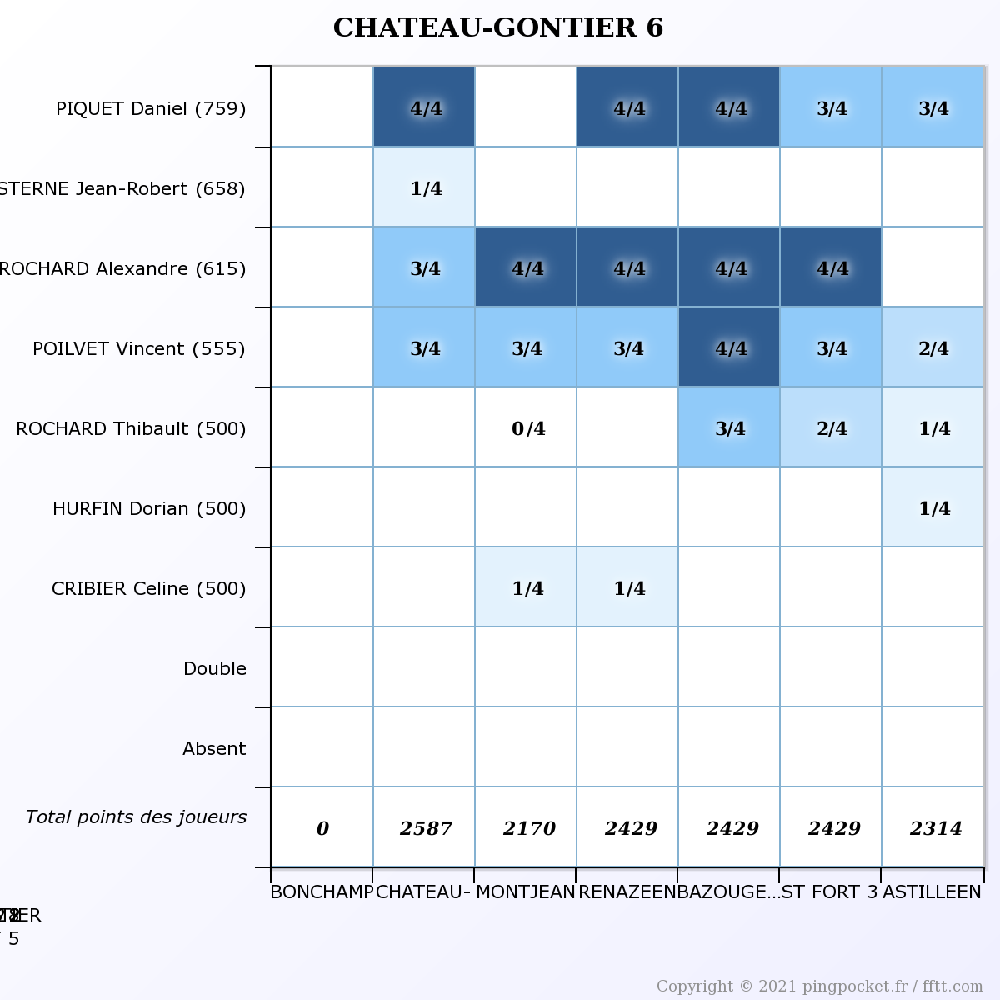 CHATEAU-GONTIER 6
PIQUET Daniel (759) 4/4 4/4 4/4 3/4 3/4
STERNE Jean-Robert (658) 1/4
ROCHARD Alexandre (615) 3/4 4/4 4/4 4/4 4/4
POILVET Vincent (555) 3/4 3/4 3/4 4/4 3/4 2/4
ROCHARD Thibault (500) 0/4 3/4 2/4 1/4
HURFIN Dorian (500) 1/4
CRIBIER Celine (500) 1/4 1/4
Double
Absent
Total points des joueurs 0 2587 2170 2429 2429 2429 2314
BONCHAMP CHATEAU- MONTJEAN RENAZEEN BAZOUGE... ST FORT 3 ASTILLEEN
5
Copyright © 2021 pingpocket.fr / fftt.com